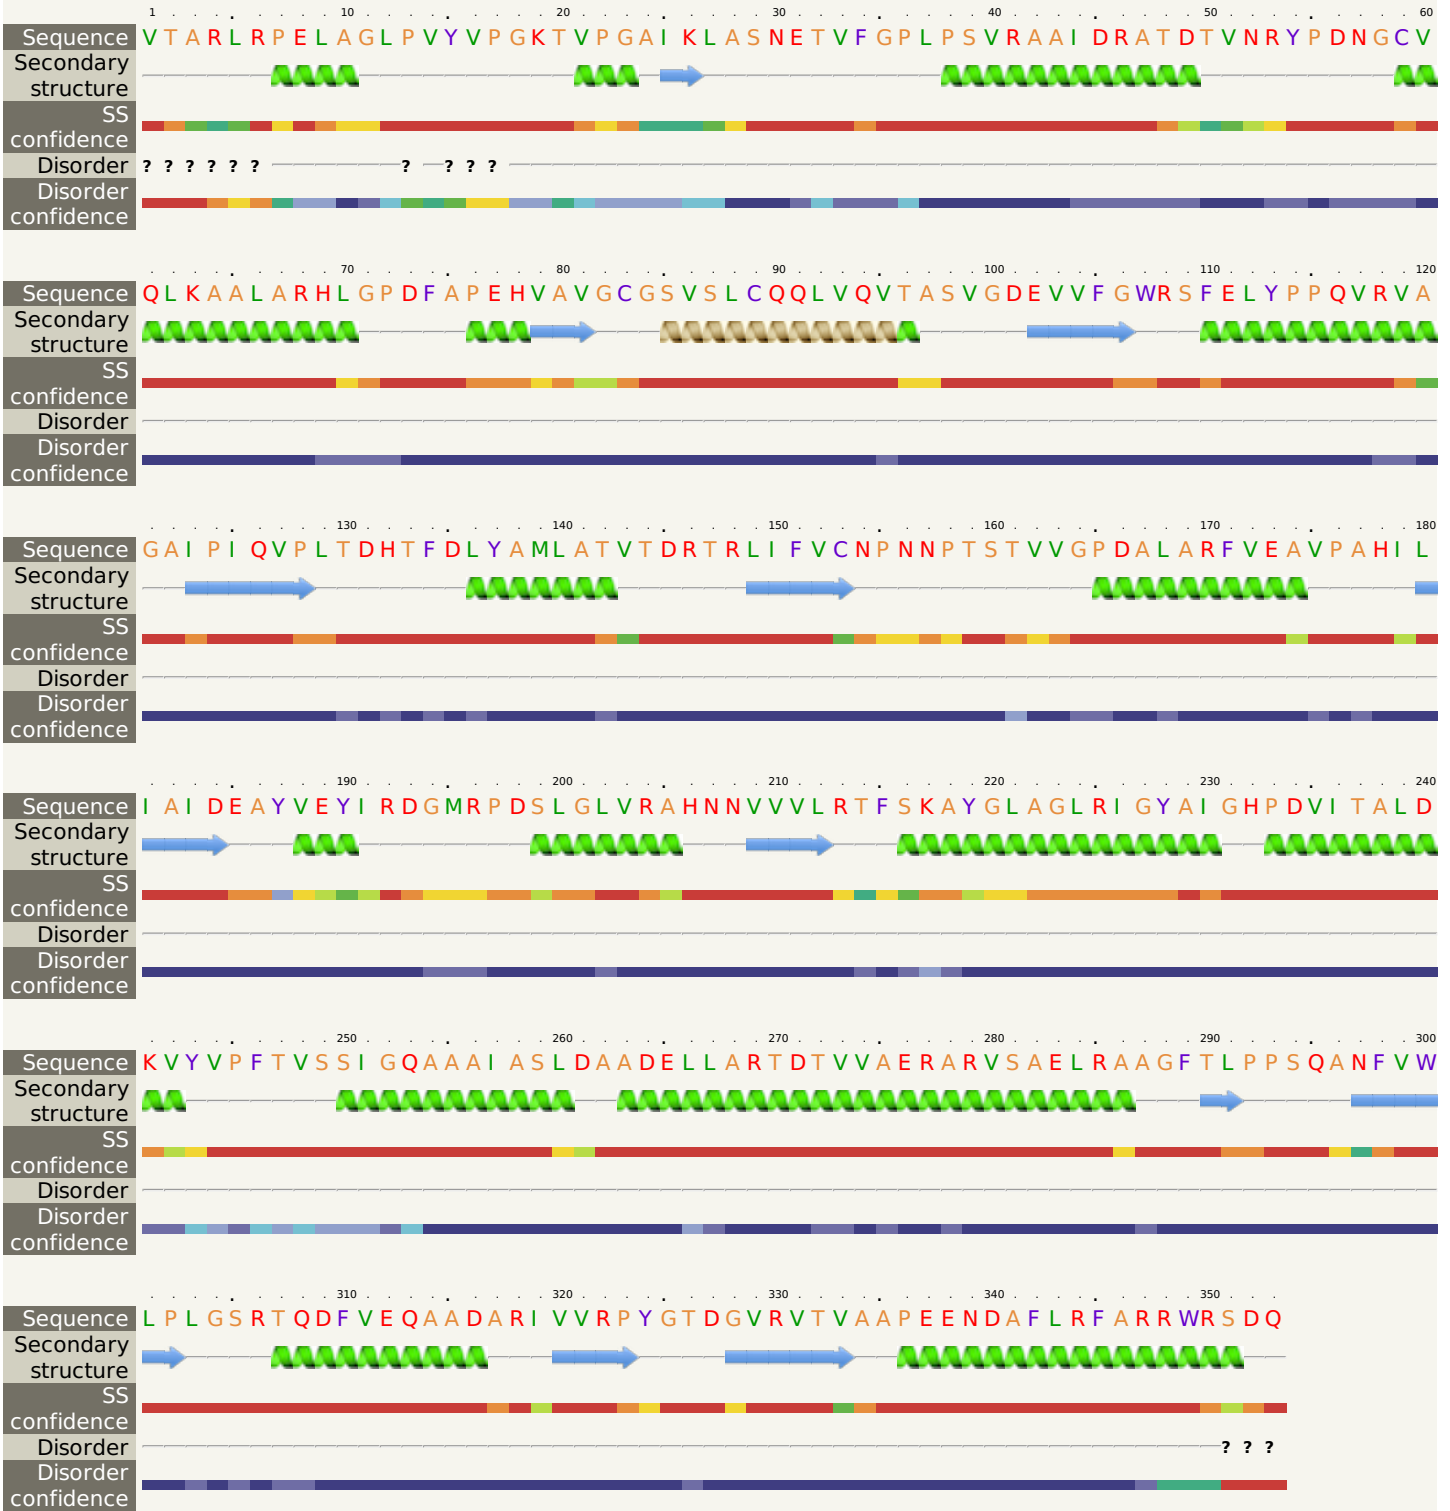 1 10 20 30 40 50 60
Sequence V T A R L R P E L A G L P V Y V P G K T V P G A I K L A S N E T V F G P L P S V R A A I D R A T D T V N R Y P D N G C V
Secondary
structure
SS
confidence
Disorder ? ? ? ? ? ? ? ? ? ?
Disorder
confidence
70 80 90 100 110 120
Sequence Q L K A A L A R H L G P D F A P E H V A V G C G S V S L C Q Q L V Q V T A S V G D E V V F G W R S F E L Y P P Q V R V A
Secondary
structure
SS
confidence
Disorder
Disorder
confidence
130 140 150 160 170 180
Sequence G A I P I Q V P L T D H T F D L Y A M L A T V T D R T R L I F V C N P N N P T S T V V G P D A L A R F V E A V P A H I L
Secondary
structure
SS
confidence
Disorder
Disorder
confidence
190 200 210 220 230 240
Sequence I A I D E A Y V E Y I R D G M R P D S L G L V R A H N N V V V L R T F S K A Y G L A G L R I G Y A I G H P D V I T A L D
Secondary
structure
SS
confidence
Disorder
Disorder
confidence
250 260 270 280 290 300
Sequence K V Y V P F T V S S I G Q A A A I A S L D A A D E L L A R T D T V V A E R A R V S A E L R A A G F T L P P S Q A N F V W
Secondary
structure
SS
confidence
Disorder
Disorder
confidence
310 320 330 340 350
Sequence L P L G S R T Q D F V E Q A A D A R I V V R P Y G T D G V R V T V A A P E E N D A F L R F A R R W R S D Q
Secondary
structure
SS
confidence
Disorder ? ? ?
Disorder
confidence